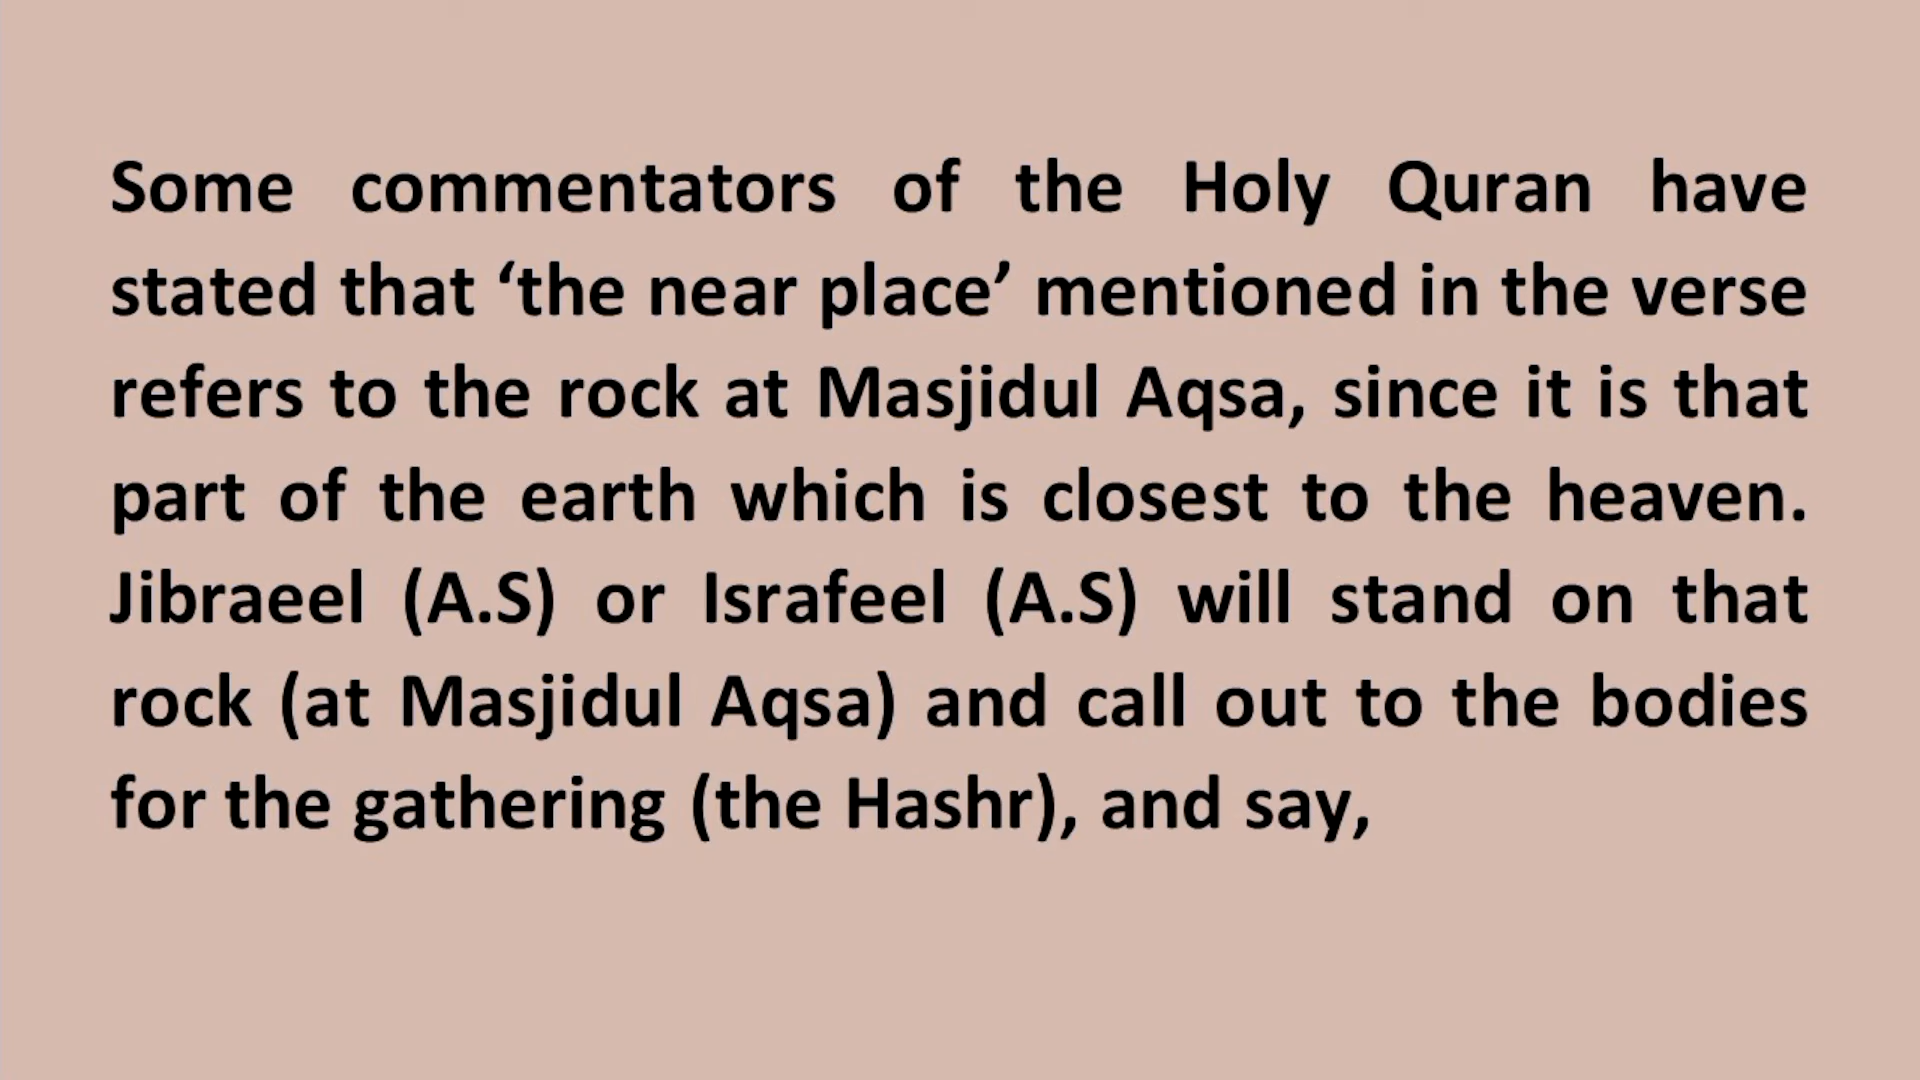 Some commentators of the Holy Quran have
stated that ‘the near place’ mentioned in the verse
refers to the rock at Masjidul Aqsa, since it is that
part of the earth which is closest to the heaven.
Jibraeel (A.S) or Israfeel (A.S) will stand on that
rock (at Masjidul Aqsa) and call out to the bodies
for the gathering (the Hashr), and say,